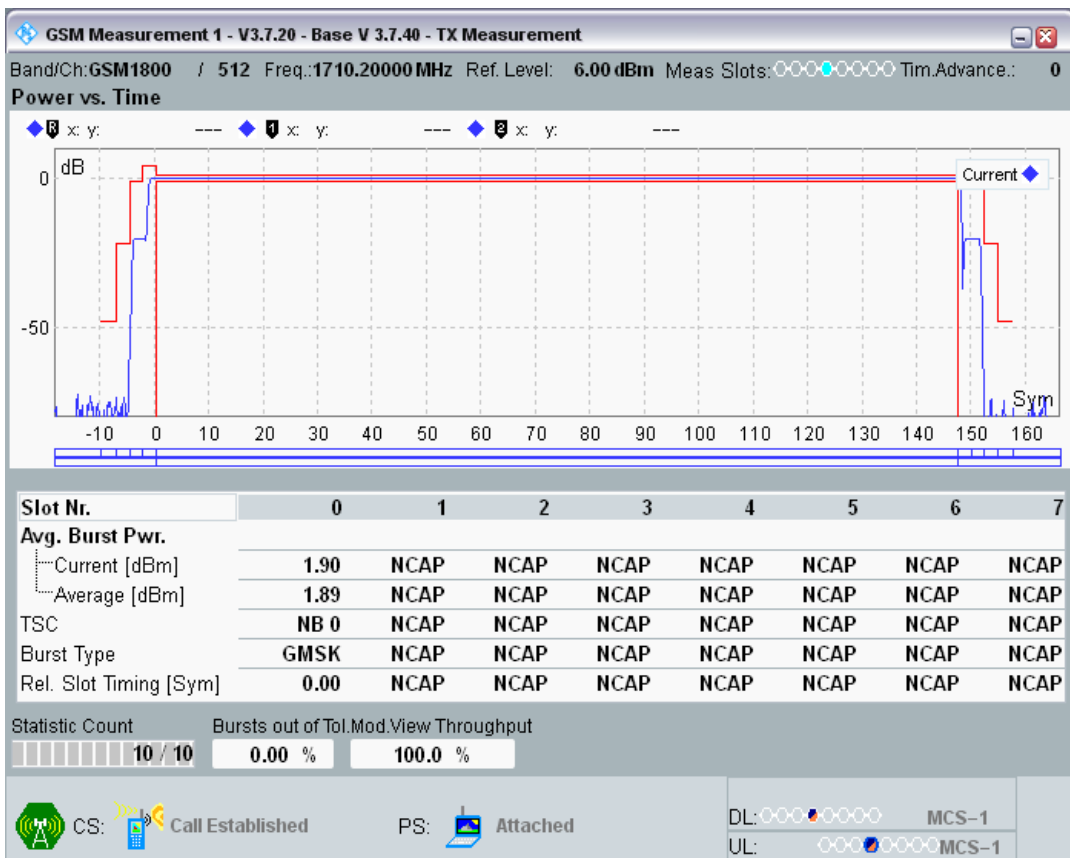 GSM Measurement 1 - V3.7.20 - Base V 3.7.40 - TX Measurement
Band/Ch:GSM1800 / 512 Freq.:1710.20000 MHz Ref. Level: 6.00 dBm Meas Slots: Tim.Advance.: 0
Power vs. Time
R x: y: --- 1 x: y: --- 2 x: y: ---
dB
Current
0
-50
Sym
-10 0 10 20 30 40 50 60 70 80 90 100 110 120 130 140 150 160
Slot Nr. 0 1 2 3 4 5 6 7
Avg. Burst Pwr.
Current [dBm] 1.90 NCAP NCAP NCAP NCAP NCAP NCAP NCAP
Average [dBm] 1.89 NCAP NCAP NCAP NCAP NCAP NCAP NCAP
TSC NB 0 NCAP NCAP NCAP NCAP NCAP NCAP NCAP
Burst Type GMSK NCAP NCAP NCAP NCAP NCAP NCAP NCAP
Rel. Slot Timing [Sym] 0.00 NCAP NCAP NCAP NCAP NCAP NCAP NCAP
Statistic Count Bursts out of Tol.Mod.View Throughput
10 / 10 0.00 % 100.0 %
CS: Call Established PS: Attached
DL: MCS-1
UL: MCS-1